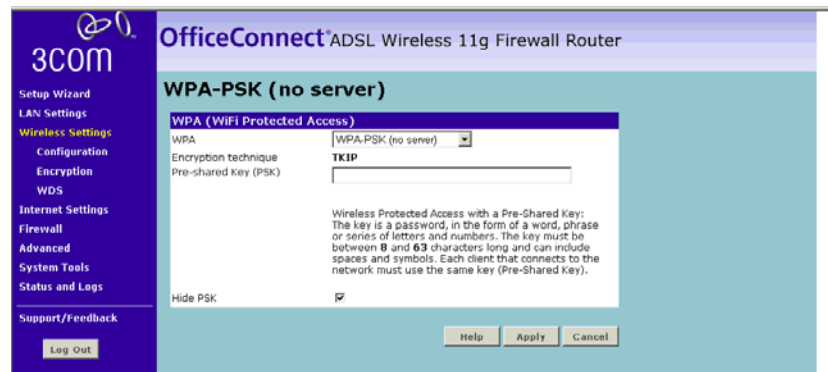 3COM
OfficeConnect® ADSL Wireless 11g Firewall Router
Setup Wizard
LAN Settings
Wireless Settings
Configuration
Encryption
WDS
Internet Settings
Firewall
Advanced
System Tools
Status and Logs
Support/Feedback
Log Out
WPA-PSK (no server)
WPA (WiFi Protected Access)
WPA WPA-PSK (no server)
Encryption technique TKIP
Pre-shared Key (PSK)
Wireless Protected Access with a Pre-Shared Key:
The key is a password, in the form of a word, phrase
or series of letters and numbers. The key must be
between 8 and 63 characters long and can include
spaces and symbols. Each client that connects to the
network must use the same key (Pre-Shared Key).
Hide PSK
Help Apply Cancel